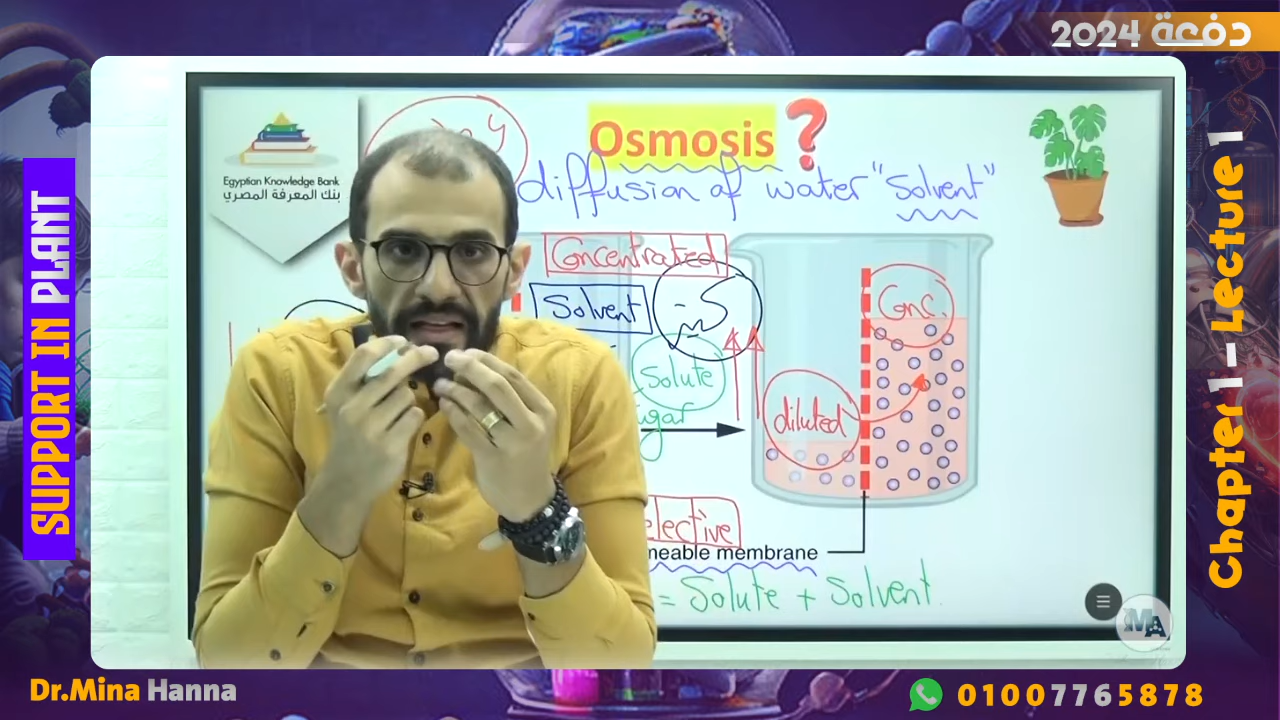 دفعة 2024
SUPPORT IN PLANT
Chapter 1 - Lecture 1
Egyptian Knowledge Bank
بنك المعرفة المصري
Osmosis ?
diffusion of water "Solvent"
Concentrated
Solvent
Solute
Conc.
diluted
meable membrane
= Solute + Solvent
MA
Dr.Mina Hanna
01007765878